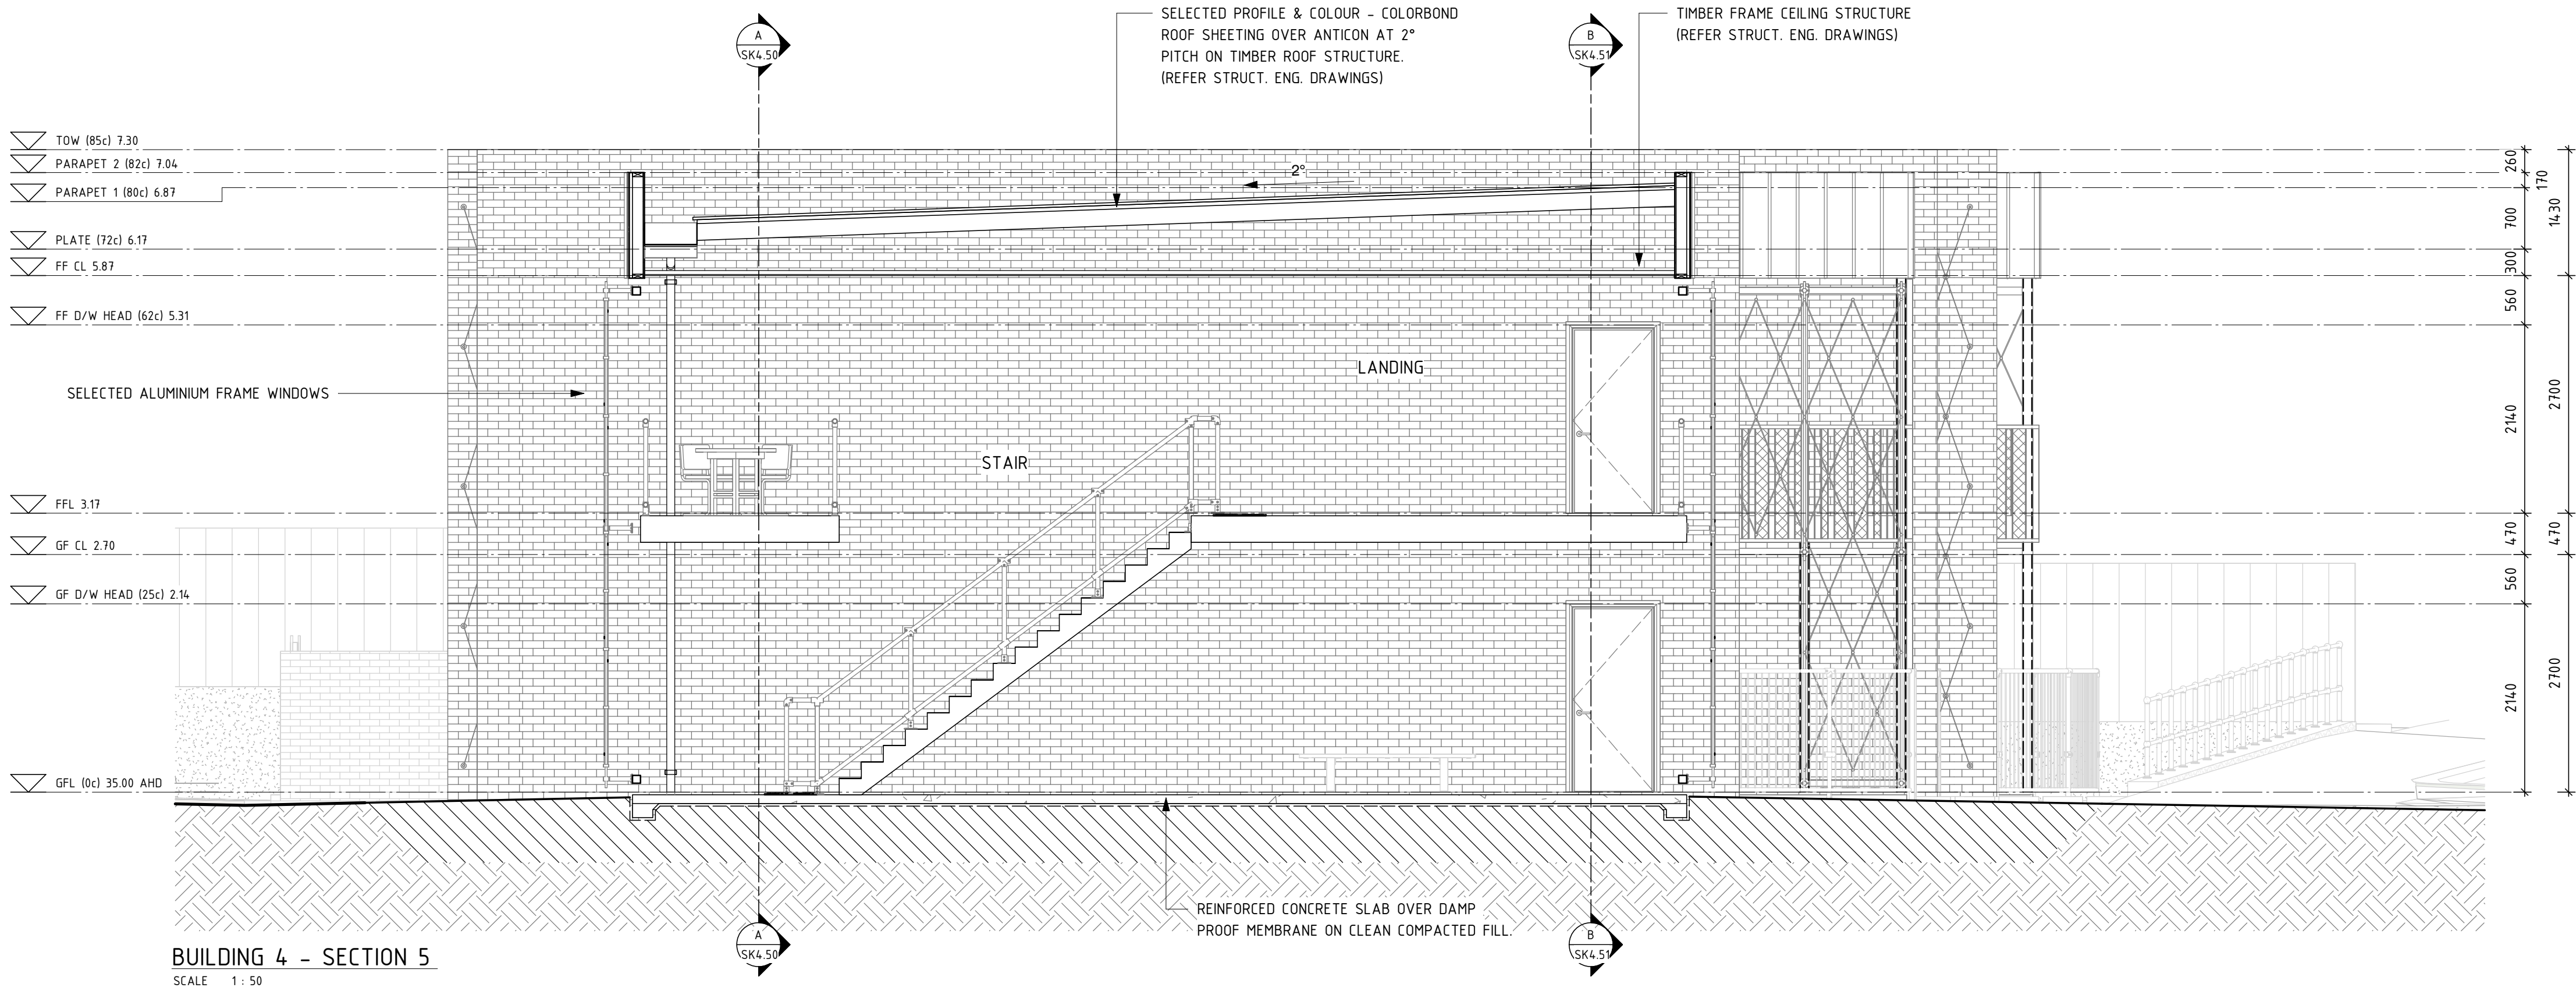 SELECTED PROFILE & COLOUR - COLORBOND
ROOF SHEETING OVER ANTICON AT 2°
PITCH ON TIMBER ROOF STRUCTURE.
(REFER STRUCT. ENG. DRAWINGS)
TIMBER FRAME CEILING STRUCTURE
(REFER STRUCT. ENG. DRAWINGS)
A
SK4.50
B
SK4.51
TOW (85c) 7.30
PARAPET 2 (82c) 7.04
PARAPET 1 (80c) 6.87
PLATE (72c) 6.17
FF CL 5.87
FF D/W HEAD (62c) 5.31
SELECTED ALUMINIUM FRAME WINDOWS
FFL 3.17
GF CL 2.70
GF D/W HEAD (25c) 2.14
GFL (0c) 35.00 AHD
2°
LANDING
STAIR
260
170
700
1430
300
560
2700
2140
470
470
560
2700
2140
REINFORCED CONCRETE SLAB OVER DAMP
PROOF MEMBRANE ON CLEAN COMPACTED FILL.
A
SK4.50
B
SK4.51
BUILDING 4 - SECTION 5
SCALE 1 : 50